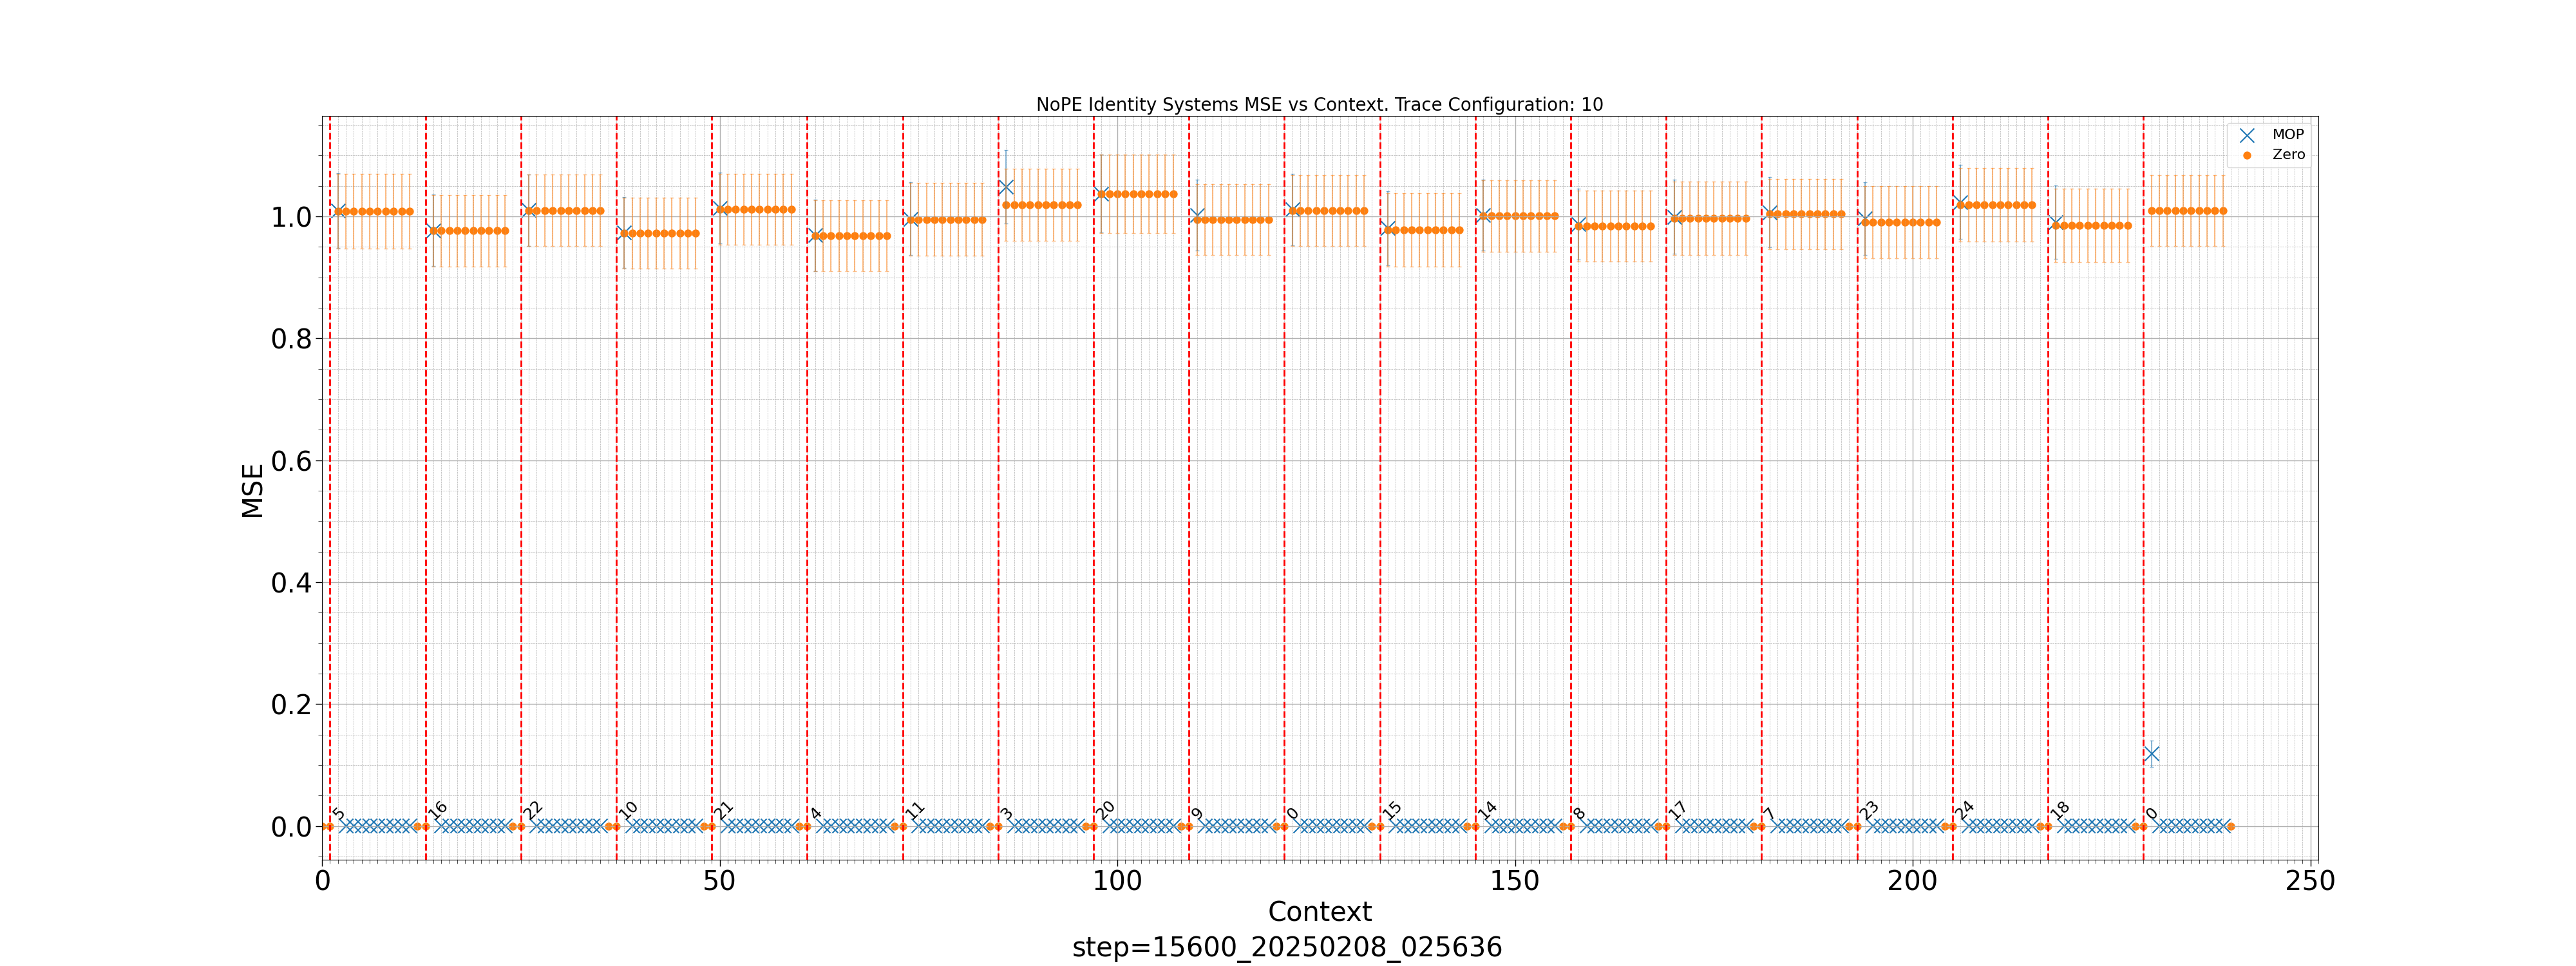 NoPE Identity Systems MSE vs Context. Trace Configuration: 10
MOP
Zero
1.0
0.8
0.6
0.4
0.2
0.0
MSE
5 16 22 10 21 4 11 3 20 9 0 15 14 8 17 7 23 24 18 0
0 50 100 150 200 250
Context
step=15600_20250208_025636